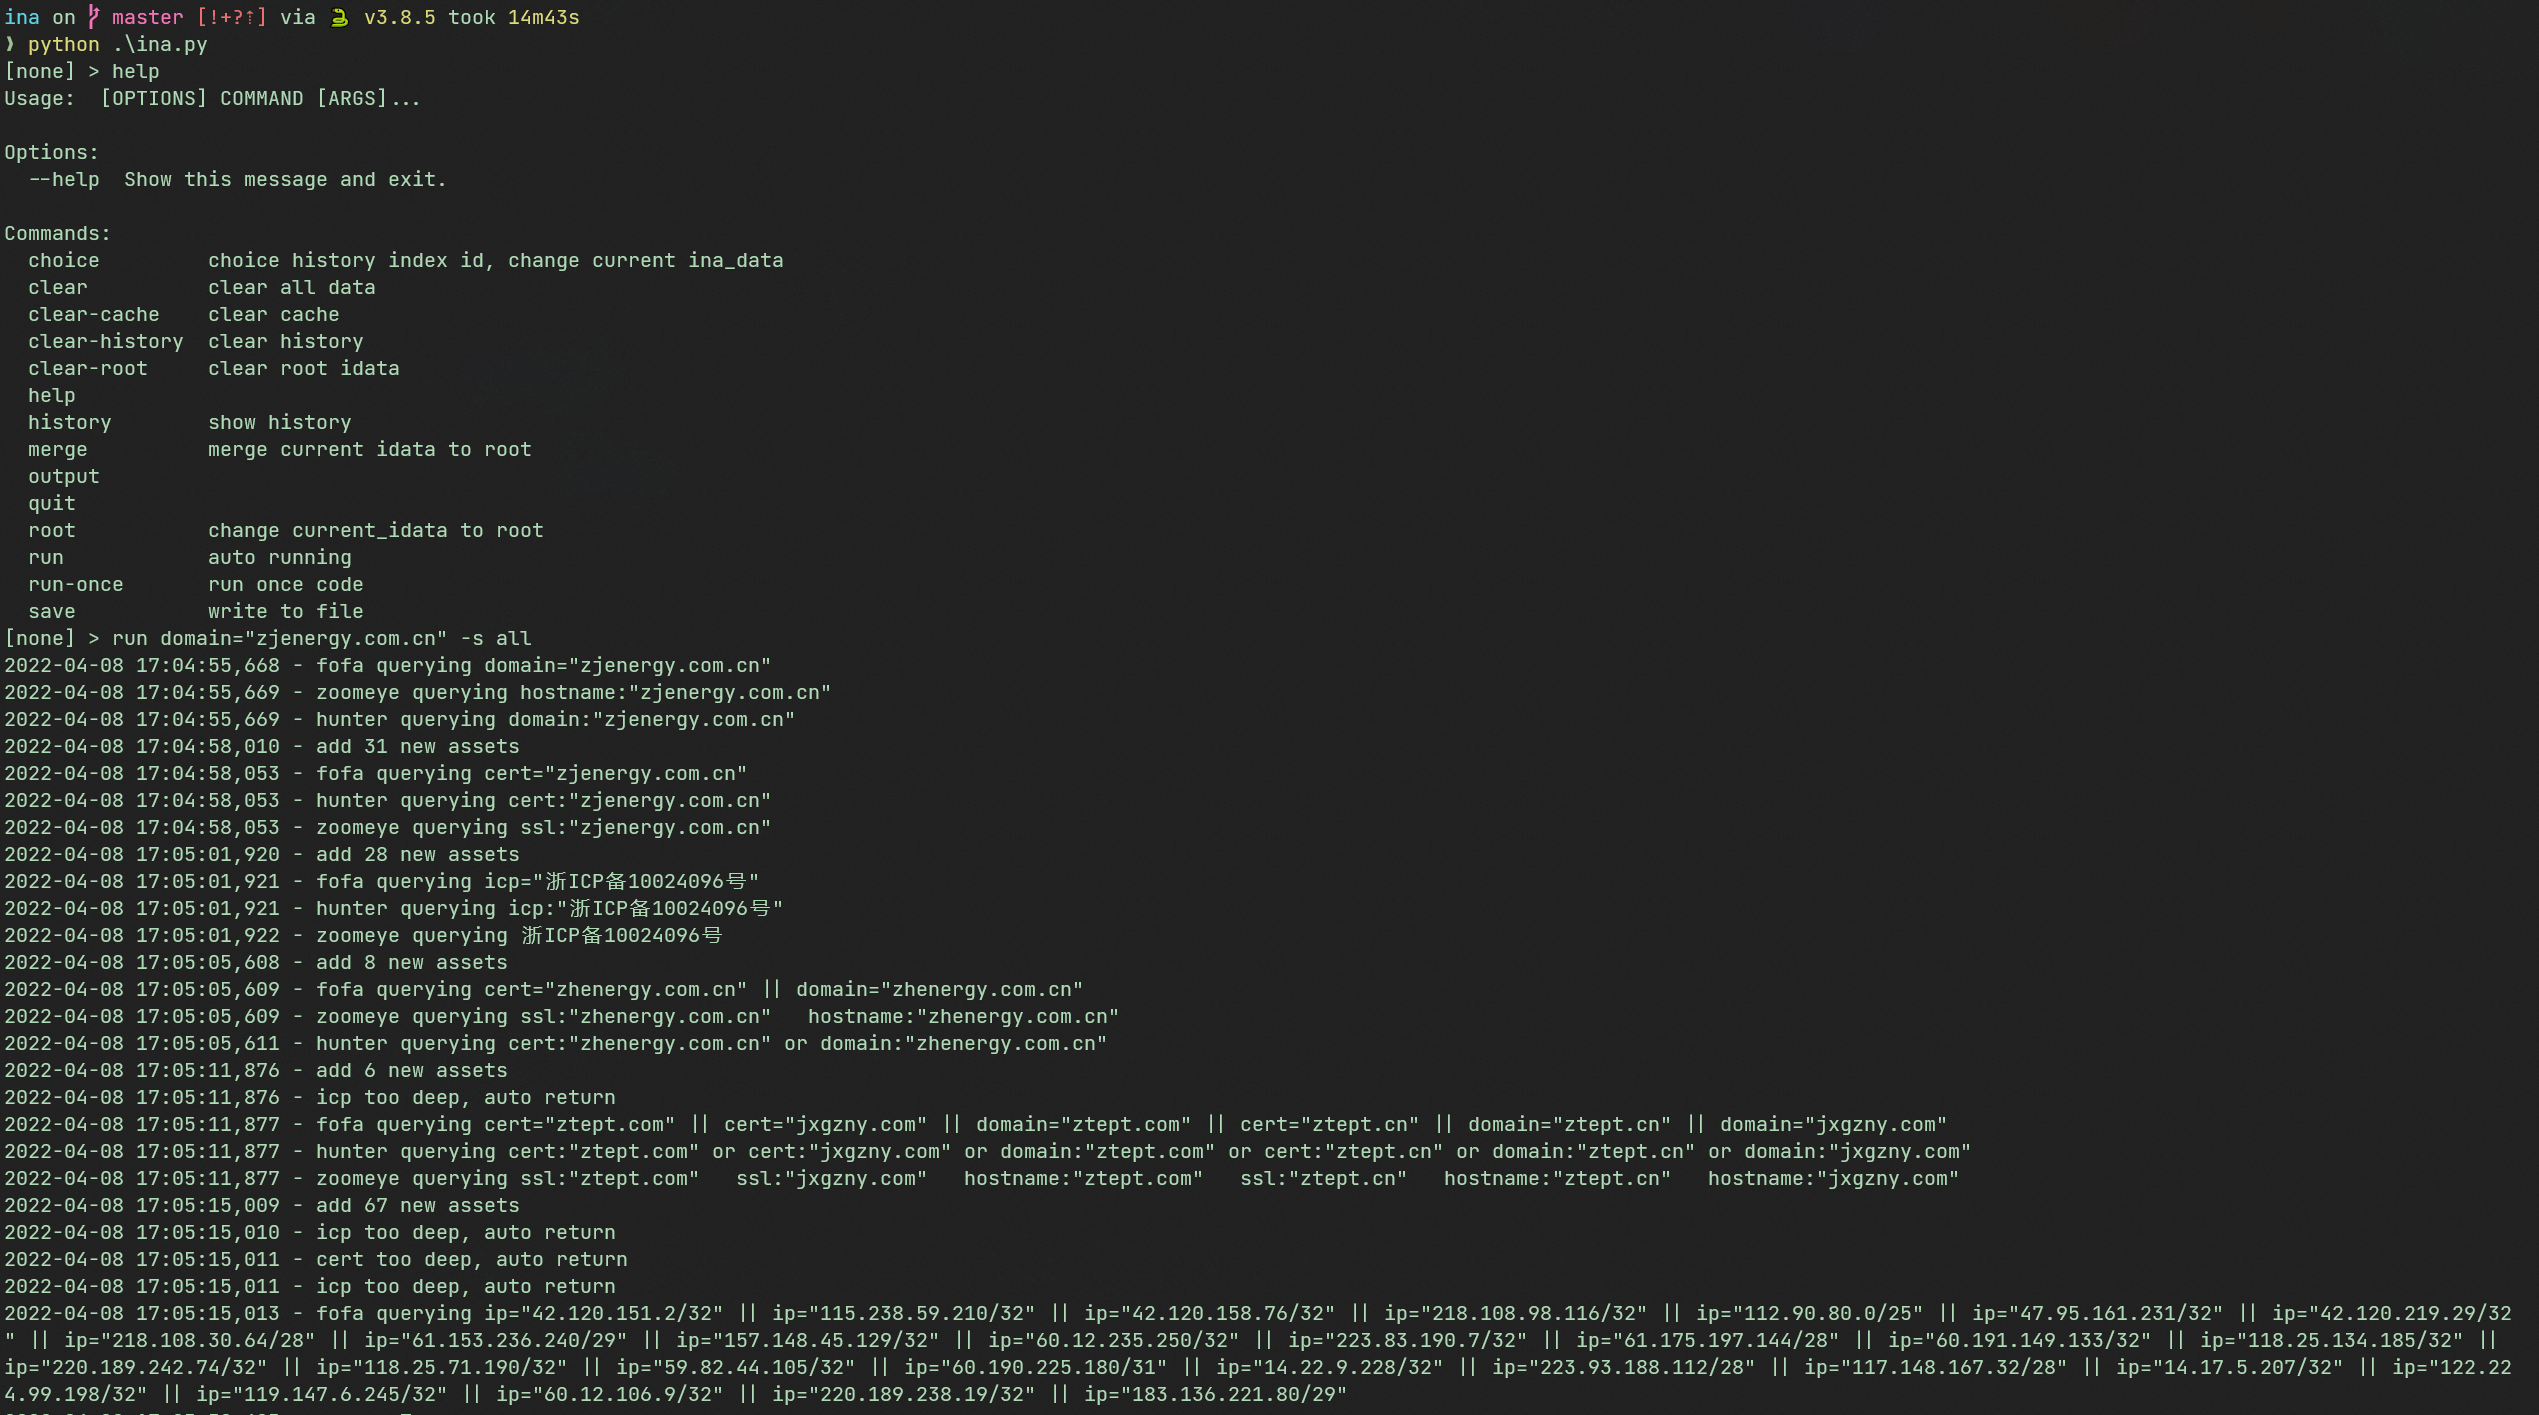 ina on master [!+?⇡] via 🐍 v3.8.5 took 14m43s
❯ python .\ina.py
[none] > help
Usage:  [OPTIONS] COMMAND [ARGS]...
Options:
  --help  Show this message and exit.
Commands:
  choice         choice history index id, change current ina_data
  clear          clear all data
  clear-cache    clear cache
  clear-history  clear history
  clear-root     clear root idata
  help
  history        show history
  merge          merge current idata to root
  output
  quit
  root           change current_idata to root
  run            auto running
  run-once       run once code
  save           write to file
[none] > run domain="zjenergy.com.cn" -s all
2022-04-08 17:04:55,668 - fofa querying domain="zjenergy.com.cn"
2022-04-08 17:04:55,669 - zoomeye querying hostname:"zjenergy.com.cn"
2022-04-08 17:04:55,669 - hunter querying domain:"zjenergy.com.cn"
2022-04-08 17:04:58,010 - add 31 new assets
2022-04-08 17:04:58,053 - fofa querying cert="zjenergy.com.cn"
2022-04-08 17:04:58,053 - hunter querying cert:"zjenergy.com.cn"
2022-04-08 17:04:58,053 - zoomeye querying ssl:"zjenergy.com.cn"
2022-04-08 17:05:01,920 - add 28 new assets
2022-04-08 17:05:01,921 - fofa querying icp="浙ICP备10024096号"
2022-04-08 17:05:01,921 - hunter querying icp:"浙ICP备10024096号"
2022-04-08 17:05:01,922 - zoomeye querying 浙ICP备10024096号
2022-04-08 17:05:05,608 - add 8 new assets
2022-04-08 17:05:05,609 - fofa querying cert="zhenergy.com.cn" || domain="zhenergy.com.cn"
2022-04-08 17:05:05,609 - zoomeye querying ssl:"zhenergy.com.cn"   hostname:"zhenergy.com.cn"
2022-04-08 17:05:05,611 - hunter querying cert:"zhenergy.com.cn" or domain:"zhenergy.com.cn"
2022-04-08 17:05:11,876 - add 6 new assets
2022-04-08 17:05:11,876 - icp too deep, auto return
2022-04-08 17:05:11,877 - fofa querying cert="ztept.com" || cert="jxgzny.com" || domain="ztept.com" || cert="ztept.cn" || domain="ztept.cn" || domain="jxgzny.com"
2022-04-08 17:05:11,877 - hunter querying cert:"ztept.com" or cert:"jxgzny.com" or domain:"ztept.com" or cert:"ztept.cn" or domain:"ztept.cn" or domain:"jxgzny.com"
2022-04-08 17:05:11,877 - zoomeye querying ssl:"ztept.com"   ssl:"jxgzny.com"   hostname:"ztept.com"   ssl:"ztept.cn"   hostname:"ztept.cn"   hostname:"jxgzny.com"
2022-04-08 17:05:15,009 - add 67 new assets
2022-04-08 17:05:15,010 - icp too deep, auto return
2022-04-08 17:05:15,011 - cert too deep, auto return
2022-04-08 17:05:15,011 - icp too deep, auto return
2022-04-08 17:05:15,013 - fofa querying ip="42.120.151.2/32" || ip="115.238.59.210/32" || ip="42.120.158.76/32" || ip="218.108.98.116/32" || ip="112.90.80.0/25" || ip="47.95.161.231/32" || ip="42.120.219.29/32
" || ip="218.108.30.64/28" || ip="61.153.236.240/29" || ip="157.148.45.129/32" || ip="60.12.235.250/32" || ip="223.83.190.7/32" || ip="61.175.197.144/28" || ip="60.191.149.133/32" || ip="118.25.134.185/32" ||
ip="220.189.242.74/32" || ip="118.25.71.190/32" || ip="59.82.44.105/32" || ip="60.190.225.180/31" || ip="14.22.9.228/32" || ip="223.93.188.112/28" || ip="117.148.167.32/28" || ip="14.17.5.207/32" || ip="122.22
4.99.198/32" || ip="119.147.6.245/32" || ip="60.12.106.9/32" || ip="220.189.238.19/32" || ip="183.136.221.80/29"